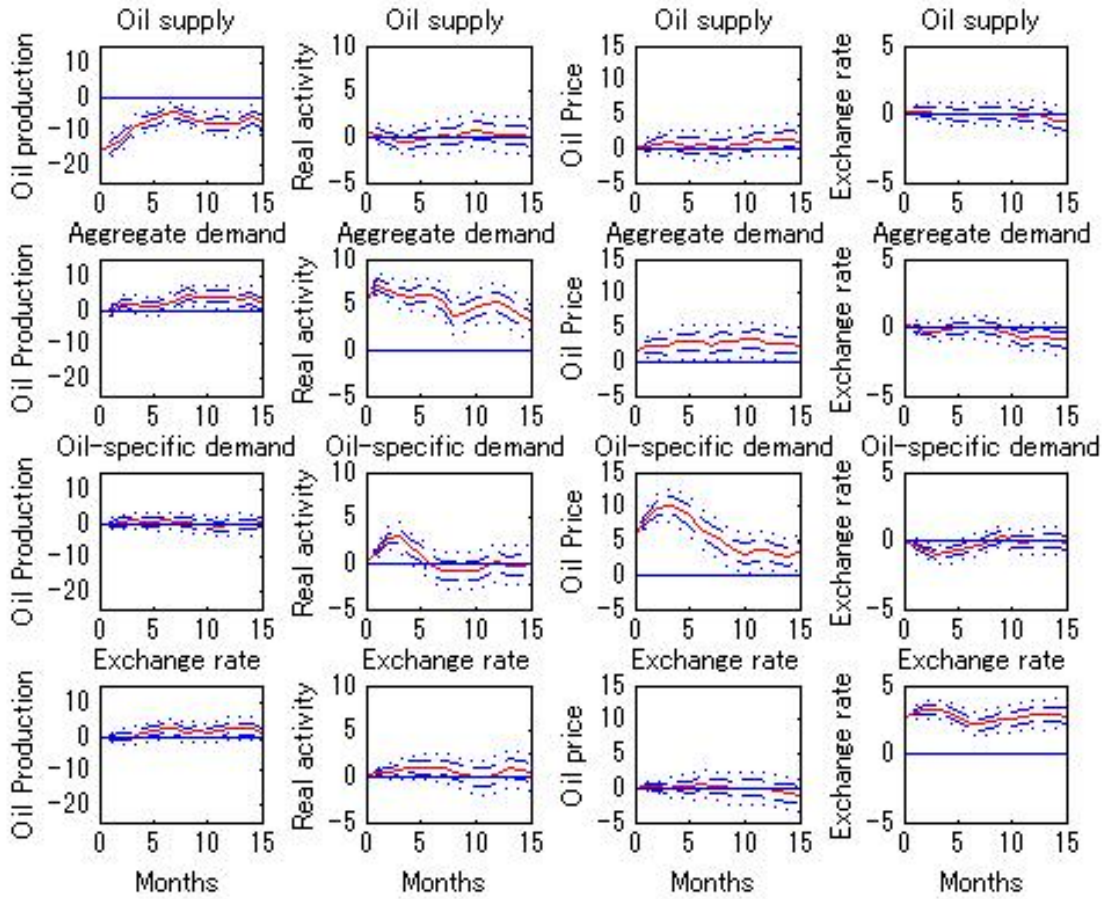 Oil supply Oil supply Oil supply Oil supply
Oil production Real activity Oil Price Exchange rate
10 0 -10 -20
10 5 0 -5
15 10 5 0 -5
5 0 -5
0 5 10 15 0 5 10 15 0 5 10 15 0 5 10 15
Aggregate demand Aggregate demand Aggregate demand Aggregate demand
Oil Production Real activity Oil Price Exchange rate
10 0 -10 -20
10 5 0 -5
15 10 5 0 -5
5 0 -5
0 5 10 15 0 5 10 15 0 5 10 15 0 5 10 15
Oil-specific demand Oil-specific demand Oil-specific demand Oil-specific demand
Oil Production Real activity Oil Price Exchange rate
10 0 -10 -20
10 5 0 -5
15 10 5 0 -5
5 0 -5
0 5 10 15 0 5 10 15 0 5 10 15 0 5 10 15
Exchange rate Exchange rate Exchange rate Exchange rate
Oil Production Real activity Oil price Exchange rate
10 0 -10 -20
10 5 0 -5
15 10 5 0 -5
5 0 -5
0 5 10 15 0 5 10 15 0 5 10 15 0 5 10 15
Months Months Months Months